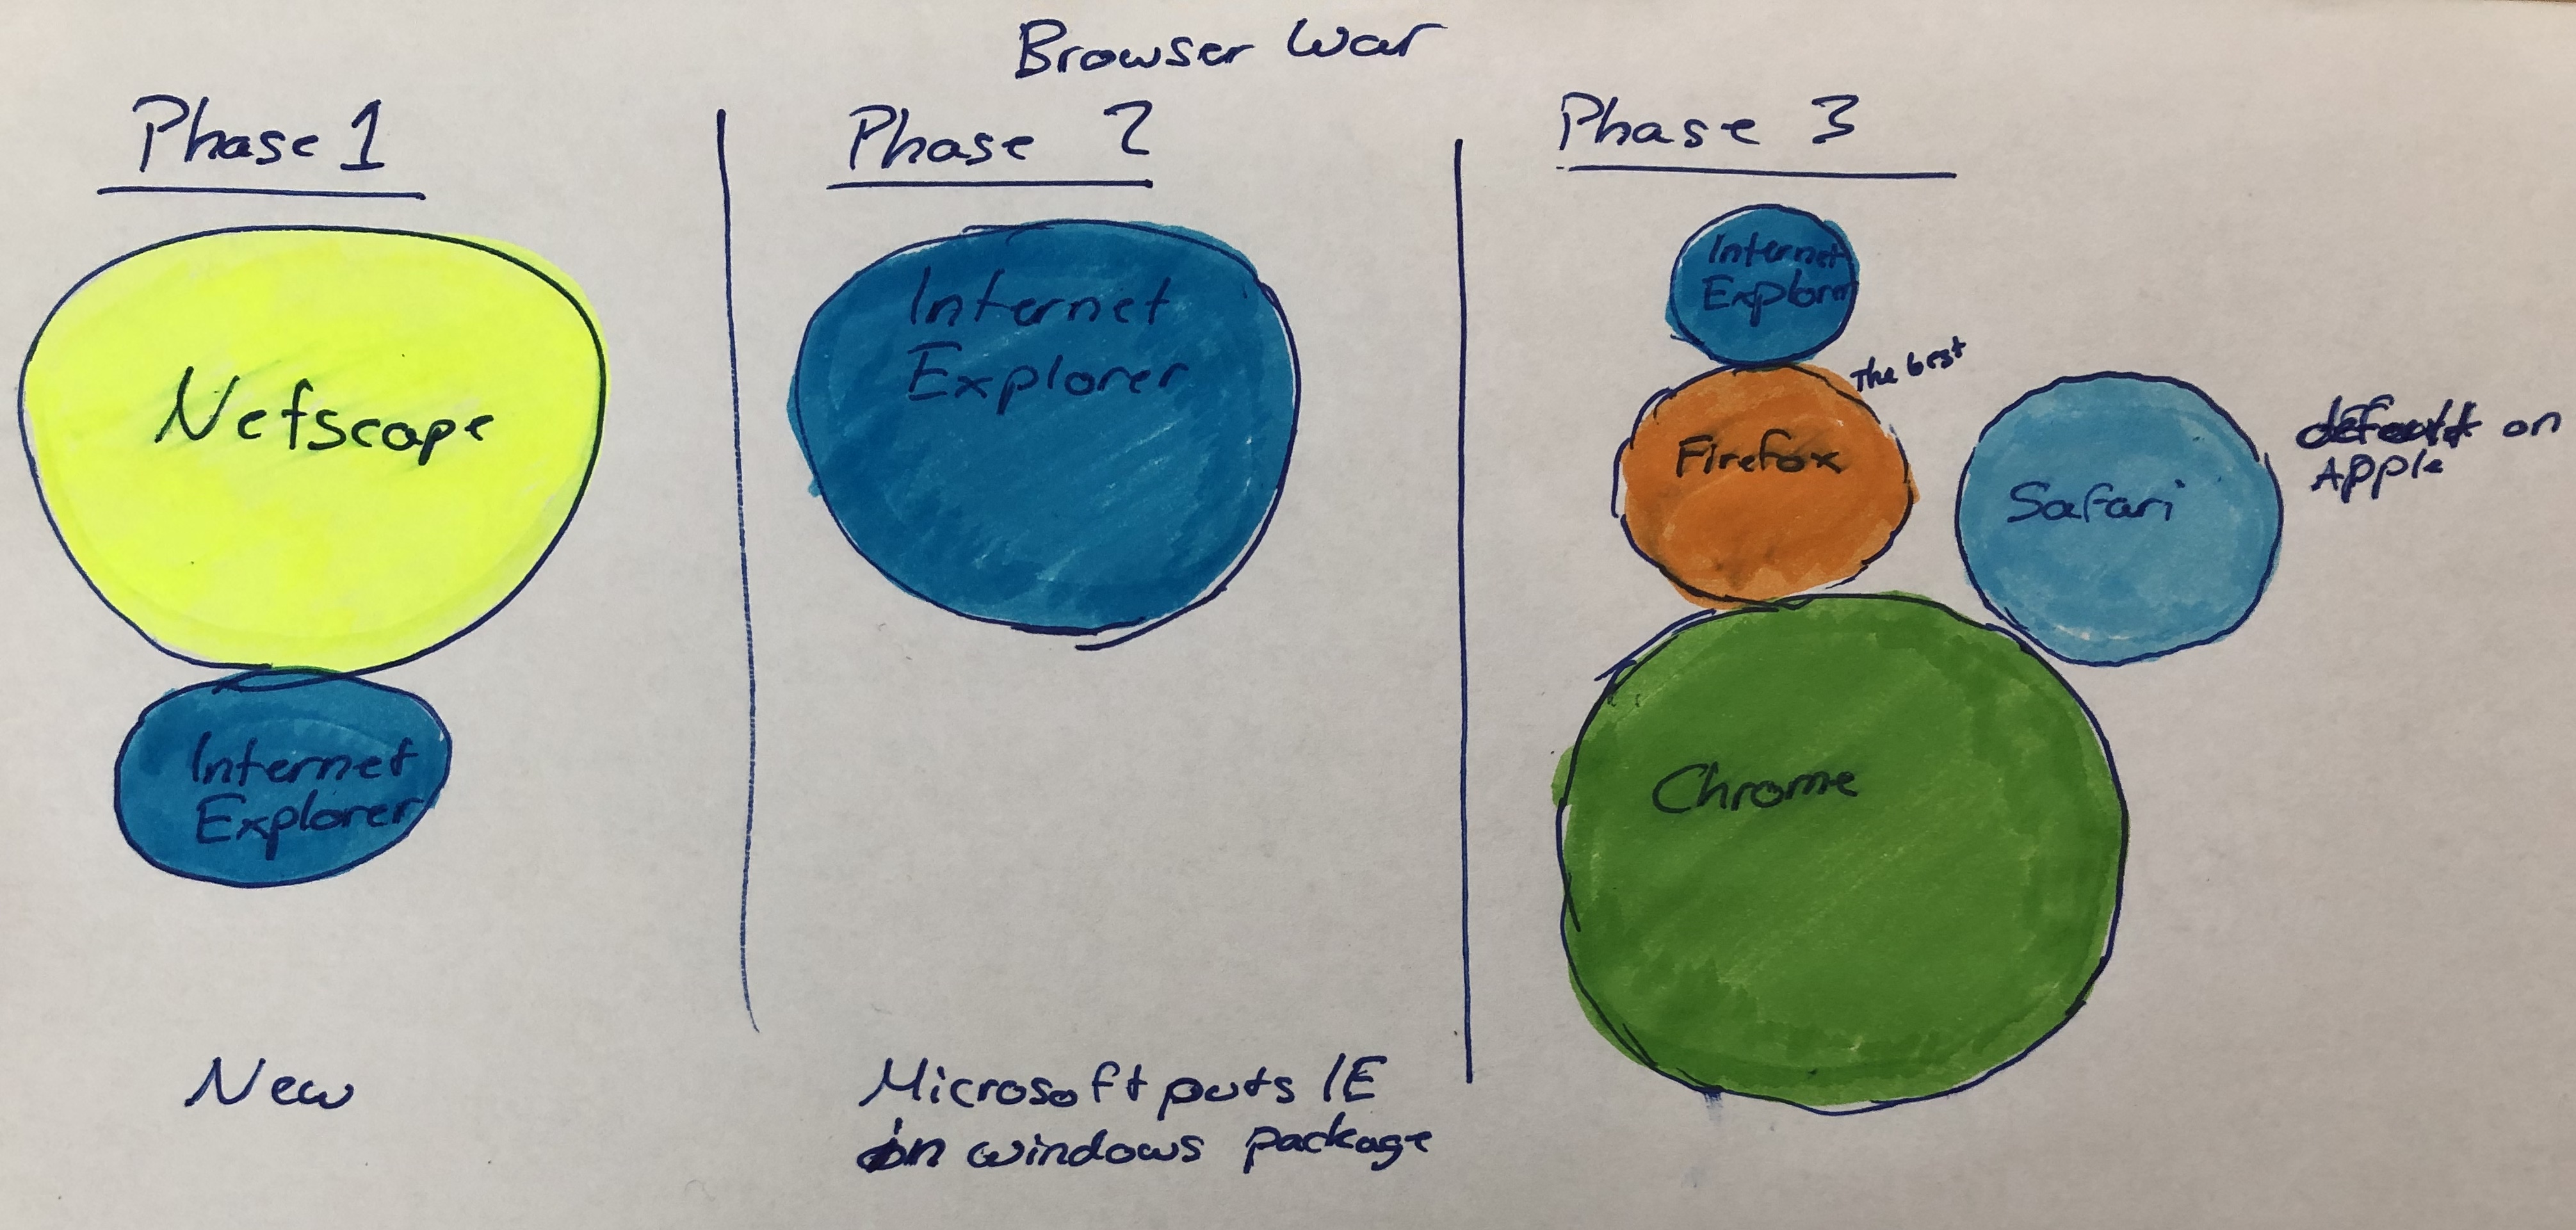 Browser War
Phase 1
Netscape
Internet
Explorer
New
Phase 2
Internet
Explorer
Microsoft puts IE
in windows package
Phase 3
Internet
Explorer
The best
Firefox
Safari
default on
Apple
Chrome